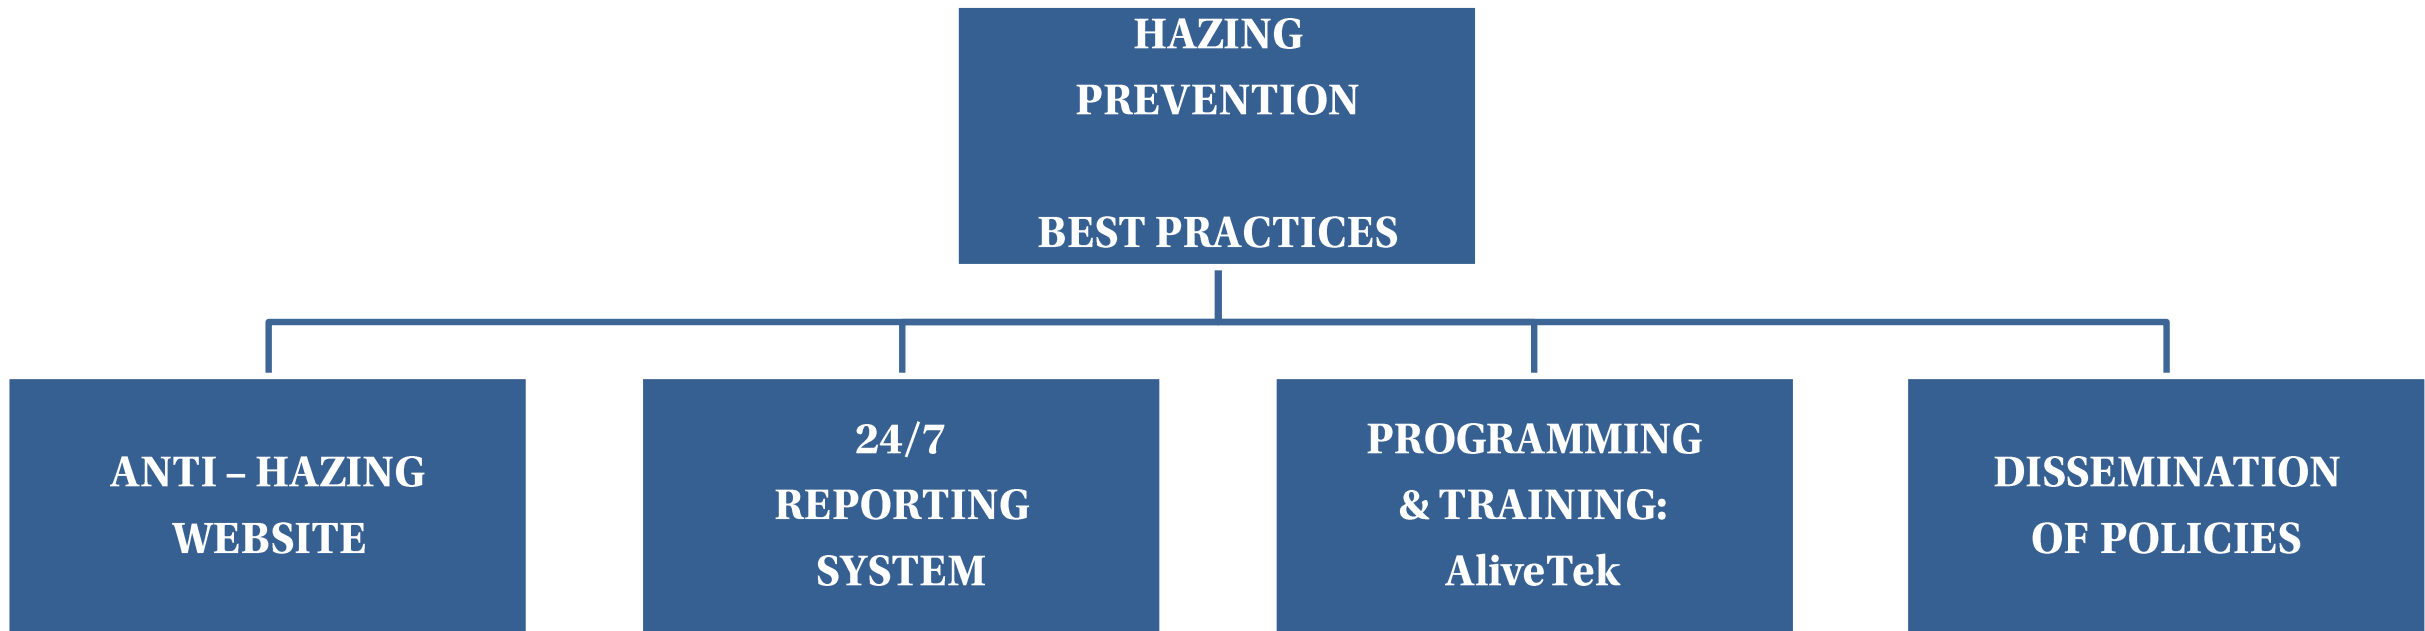 HAZING
PREVENTION
BEST PRACTICES
ANTI – HAZING
WEBSITE
24/7
REPORTING
SYSTEM
PROGRAMMING
& TRAINING:
AliveTek
DISSEMINATION
OF POLICIES